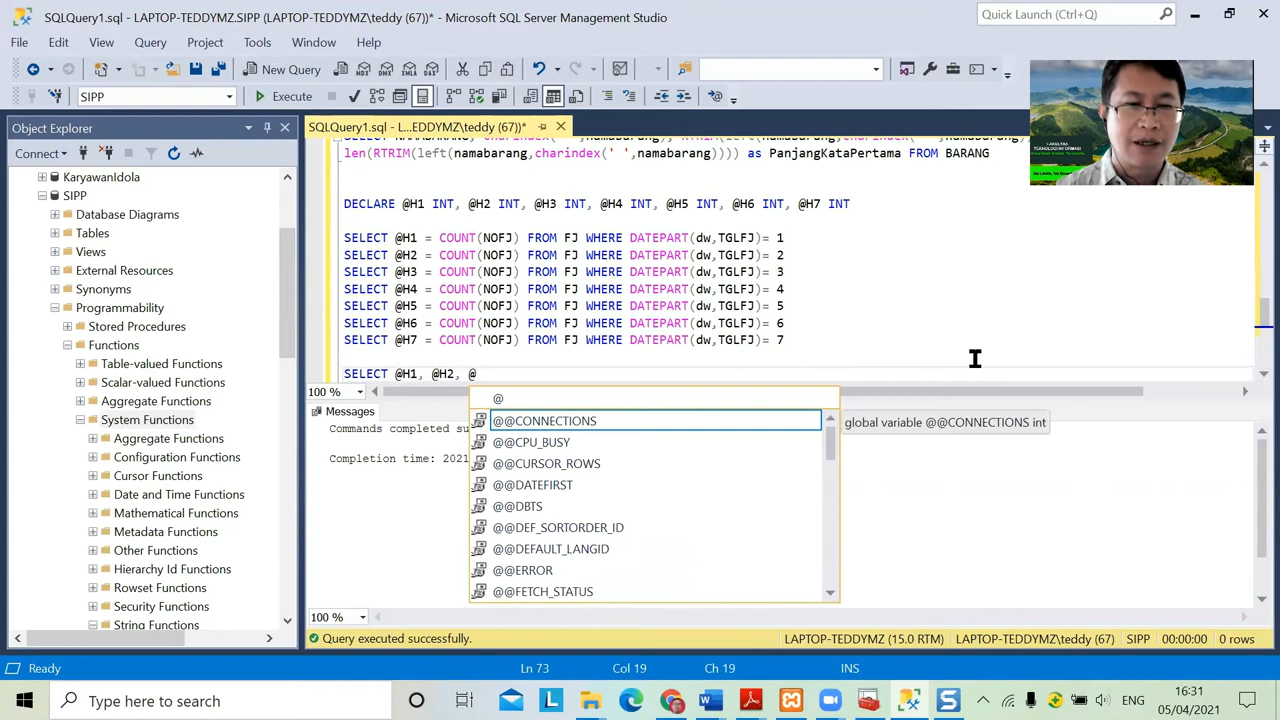 SQLQuery1.sql - LAPTOP-TEDDYMZ.SIPP (LAPTOP-TEDDYMZ\teddy (67))* - Microsoft SQL Server Management Studio
Quick Launch (Ctrl+Q)
File Edit View Query Project Tools Window Help
New Query
MDX DMX XMLA DAX
SIPP
Execute
Object Explorer
SQLQuery1.sql - L...EDDYMZ\teddy (67))*
Connect
KaryawanIdola
SIPP
Database Diagrams
Tables
Views
External Resources
Synonyms
Programmability
Stored Procedures
Functions
Table-valued Functions
Scalar-valued Functions
Aggregate Functions
System Functions
Aggregate Functions
Configuration Functions
Cursor Functions
Date and Time Functions
Mathematical Functions
Metadata Functions
Other Functions
Hierarchy ID Functions
Rowset Functions
Security Functions
String Functions
len(RTRIM(left(namabarang,charindex(' ',namabarang)))) as PanjangKataPertama FROM BARANG
DECLARE @H1 INT, @H2 INT, @H3 INT, @H4 INT, @H5 INT, @H6 INT, @H7 INT
SELECT @H1 = COUNT(NOFJ) FROM FJ WHERE DATEPART(dw,TGLFJ)= 1
SELECT @H2 = COUNT(NOFJ) FROM FJ WHERE DATEPART(dw,TGLFJ)= 2
SELECT @H3 = COUNT(NOFJ) FROM FJ WHERE DATEPART(dw,TGLFJ)= 3
SELECT @H4 = COUNT(NOFJ) FROM FJ WHERE DATEPART(dw,TGLFJ)= 4
SELECT @H5 = COUNT(NOFJ) FROM FJ WHERE DATEPART(dw,TGLFJ)= 5
SELECT @H6 = COUNT(NOFJ) FROM FJ WHERE DATEPART(dw,TGLFJ)= 6
SELECT @H7 = COUNT(NOFJ) FROM FJ WHERE DATEPART(dw,TGLFJ)= 7
SELECT @H1, @H2, @
100 %
@
@@CONNECTIONS
@@CPU_BUSY
@@CURSOR_ROWS
@@DATEFIRST
@@DBTS
@@DEF_SORTORDER_ID
@@DEFAULT_LANGID
@@ERROR
@@FETCH_STATUS
global variable @@CONNECTIONS int
Messages
Commands completed su
Completion time: 2021
100 %
Query executed successfully.
LAPTOP-TEDDYMZ (15.0 RTM) LAPTOP-TEDDYMZ\teddy (67) SIPP 00:00:00 0 rows
Ready Ln 73 Col 19 Ch 19 INS
Type here to search
ENG
16:31
05/04/2021